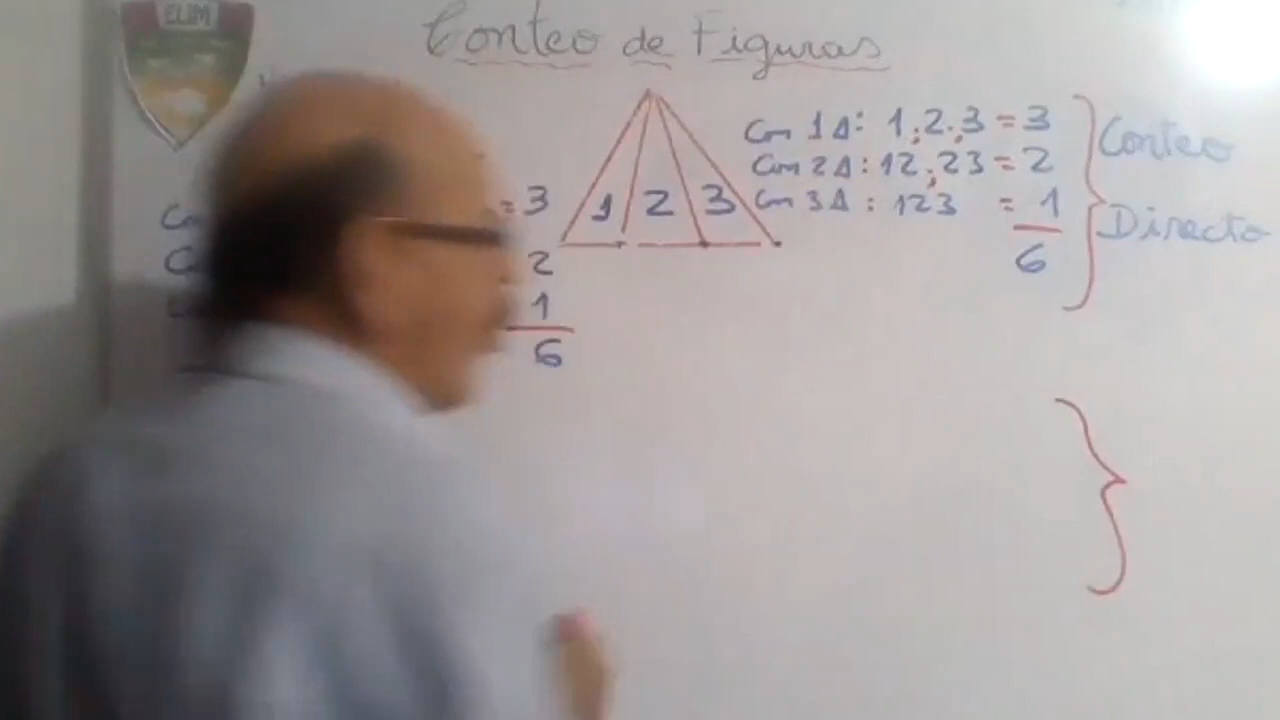 ELIM
Conteo de Figuras
Con 1Δ: 1;2;3 = 3
Con 2Δ: 12;23 = 2
Con 3Δ: 123 = 1
6
Conteo
Directo
1 2 3
= 3
2
1
6